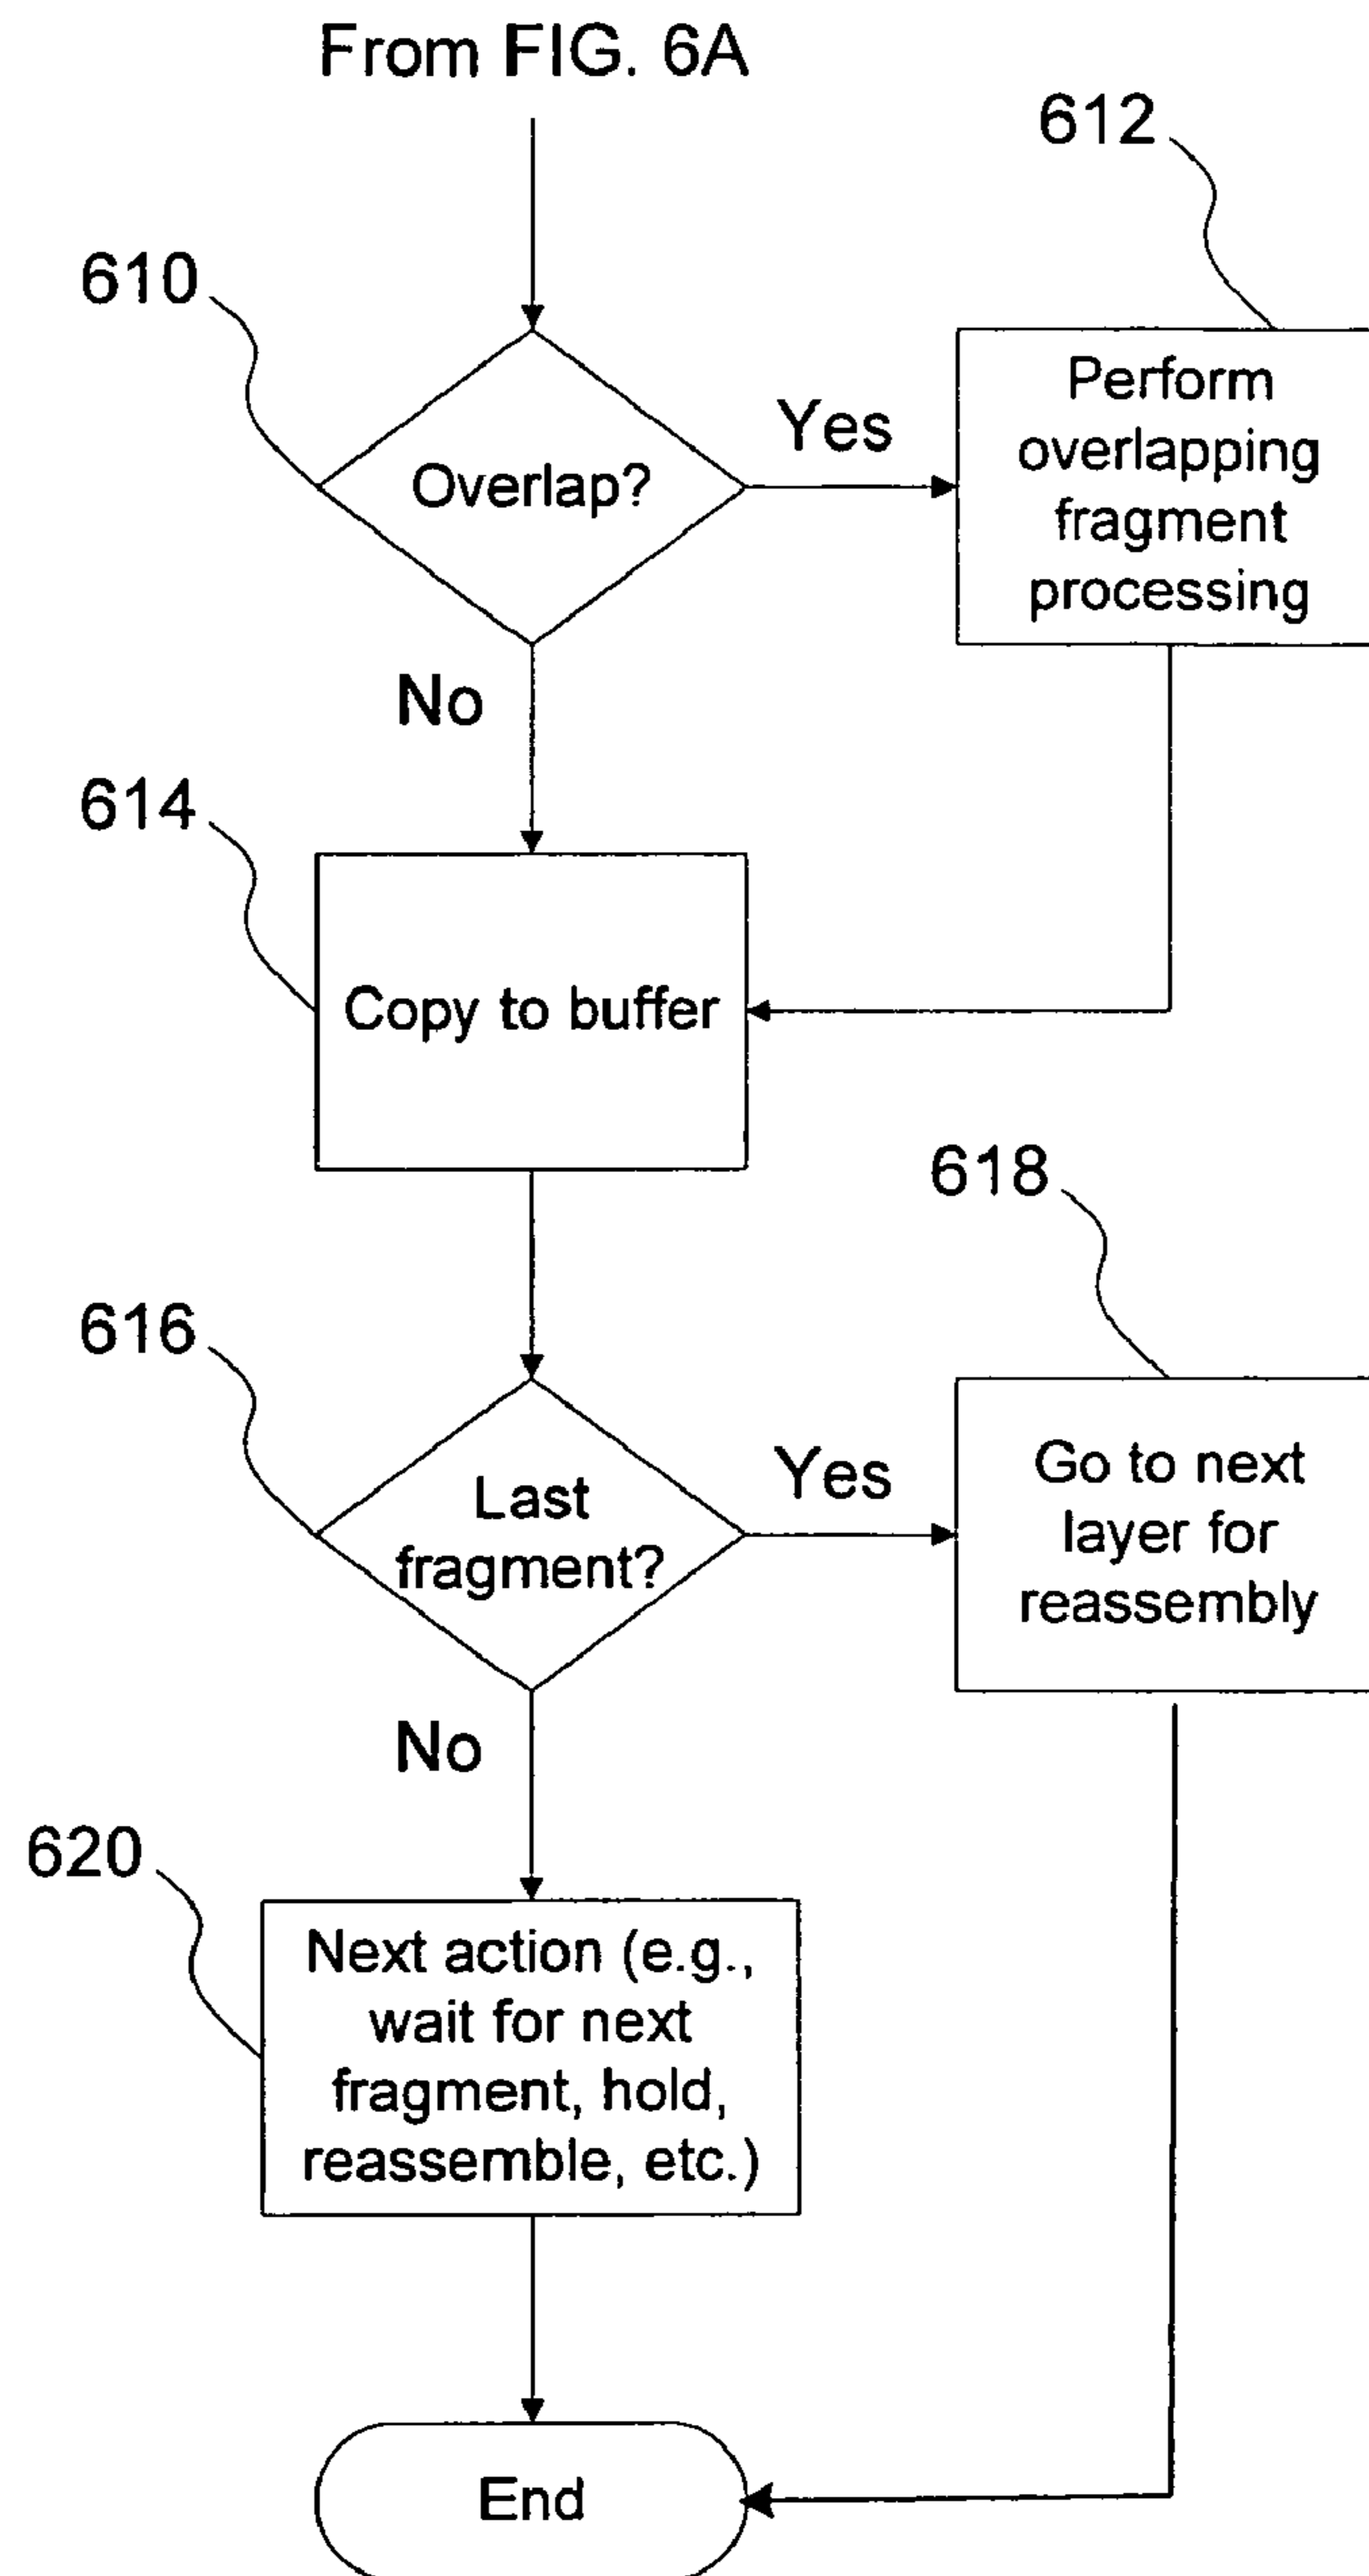 From FIG. 6A
612
610
Overlap?
Yes
Perform
overlapping
fragment
processing
No
614
Copy to buffer
618
616
Last
fragment?
Yes
Go to next
layer for
reassembly
No
620
Next action (e.g.,
wait for next
fragment, hold,
reassemble, etc.)
End